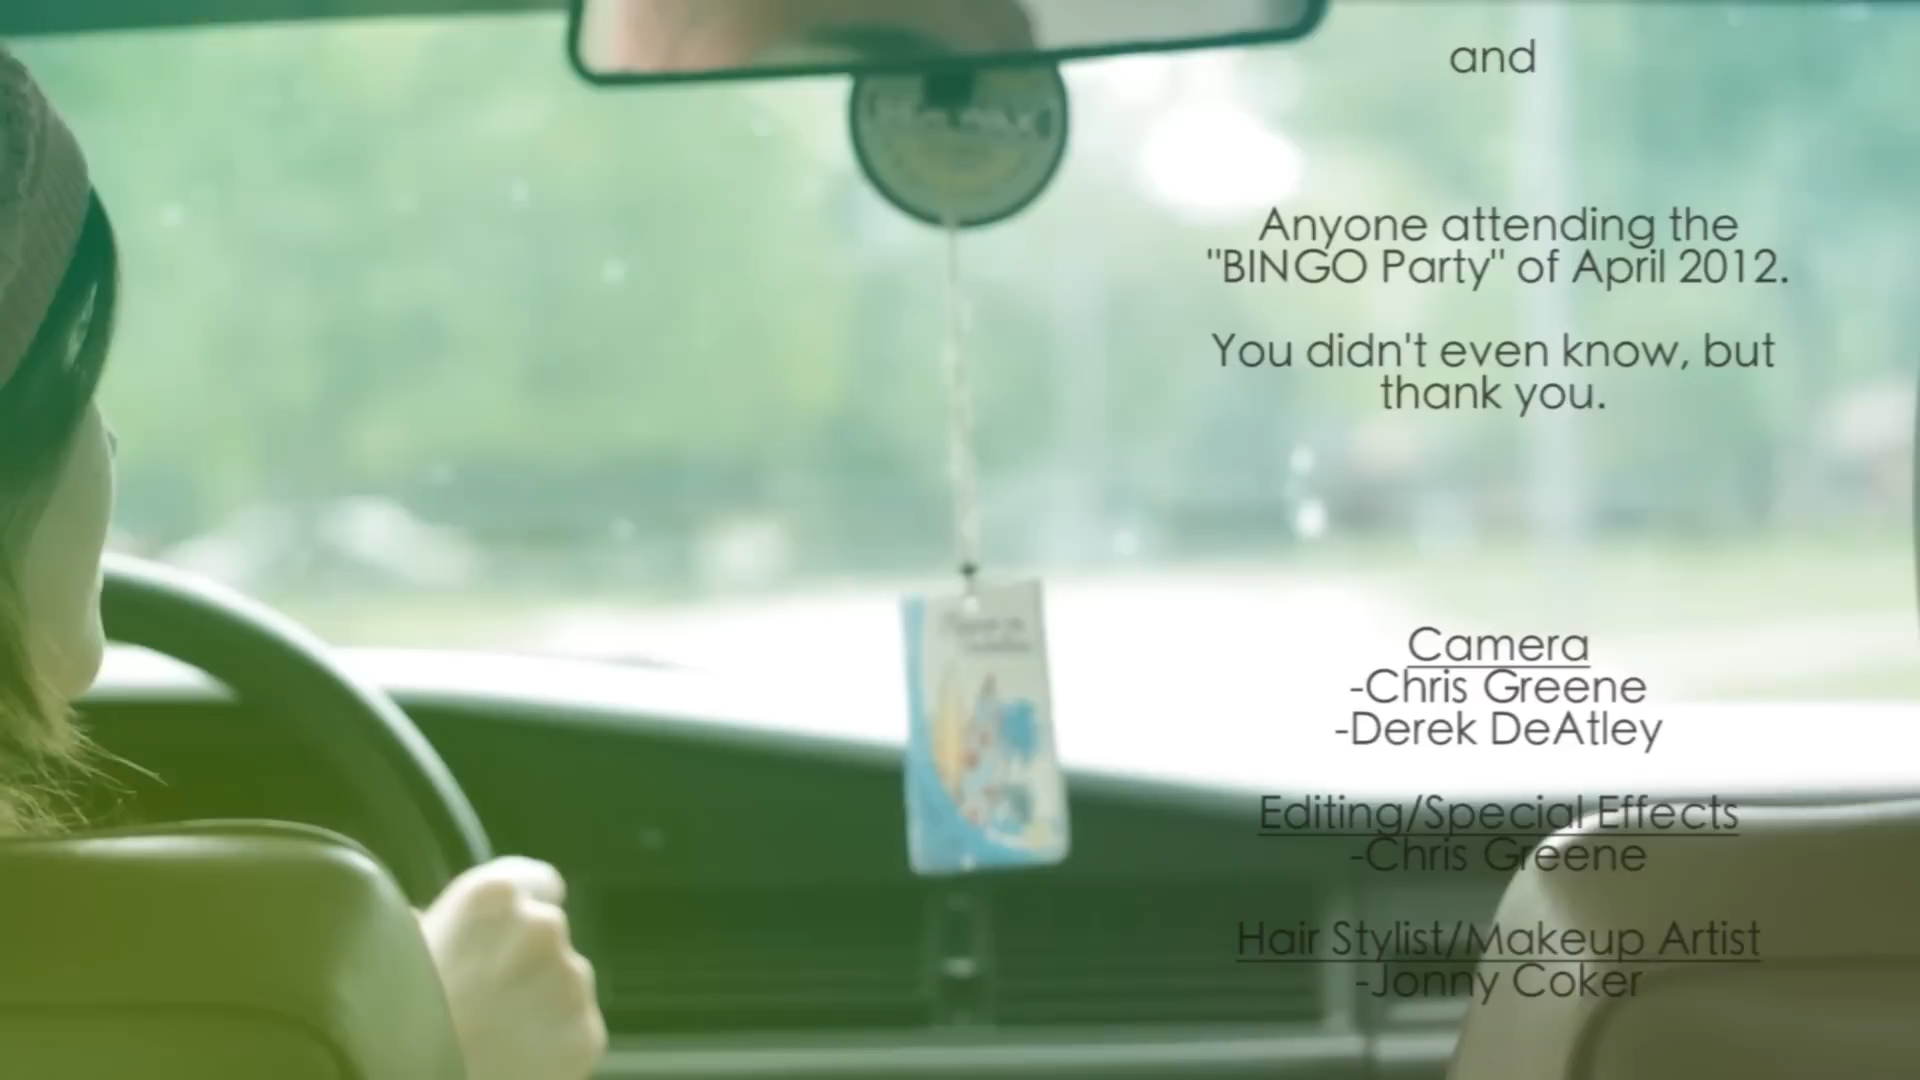 and
Anyone attending the
"BINGO Party" of April 2012.
You didn't even know, but
thank you.
Camera
-Chris Greene
-Derek DeAtley
Editing/Special Effects
-Chris Greene
Hair Stylist/Makeup Artist
-Jonny Coker